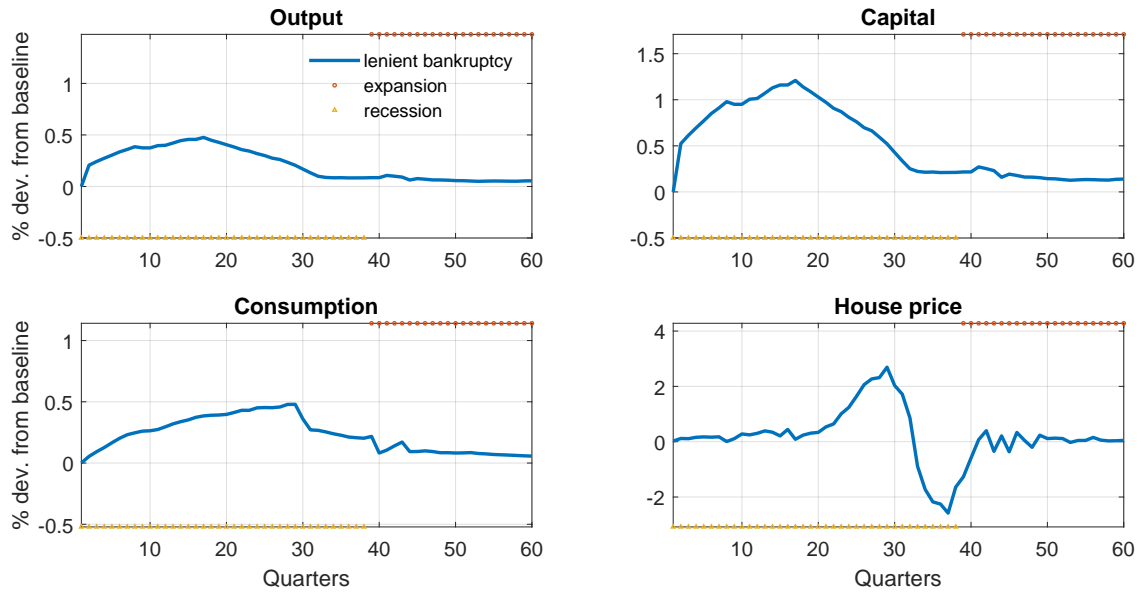 Output
% dev. from baseline
1
0.5
0
-0.5
lenient bankruptcy
expansion
recession
10 20 30 40 50 60
Capital
1.5
1
0.5
0
-0.5
10 20 30 40 50 60
Consumption
% dev. from baseline
1
0.5
0
-0.5
10 20 30 40 50 60
Quarters
House price
4
2
0
-2
10 20 30 40 50 60
Quarters